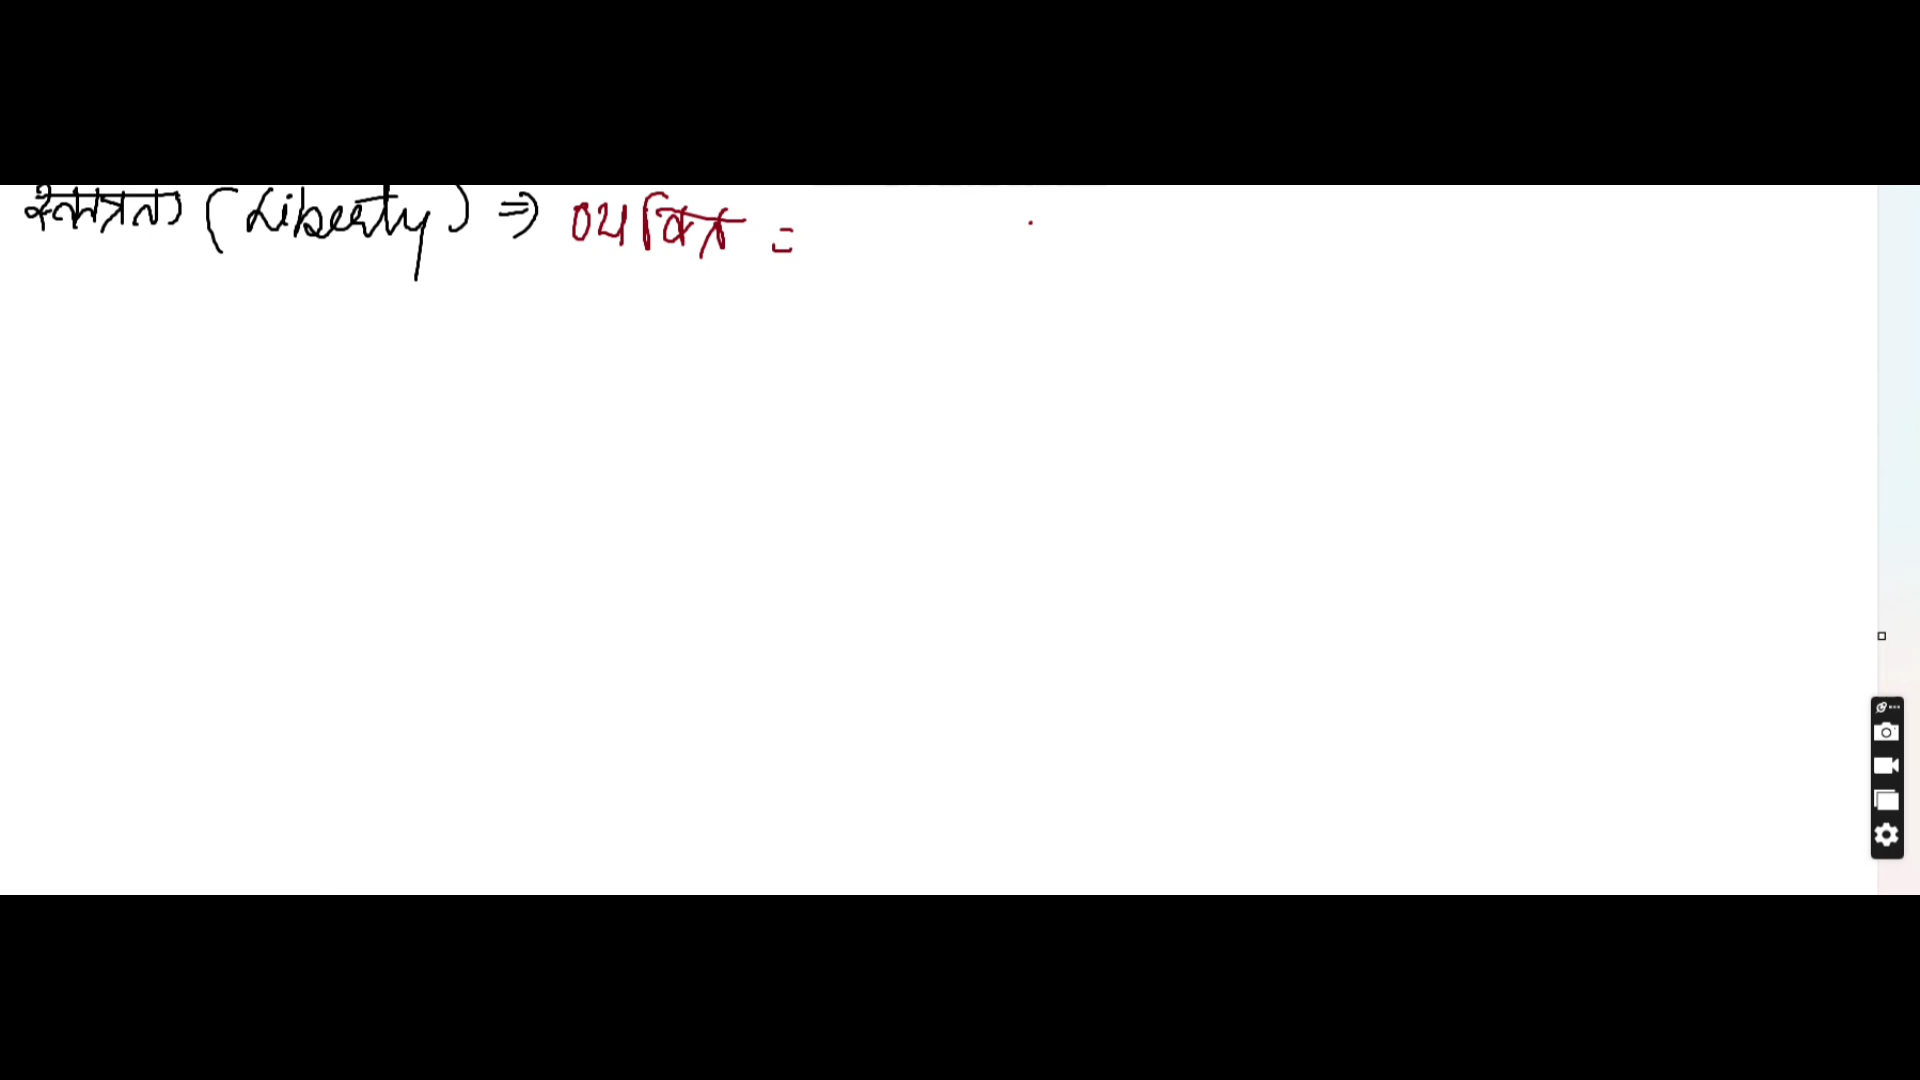 स्वतंत्रता (Liberty) ⇒ व्यक्ति =